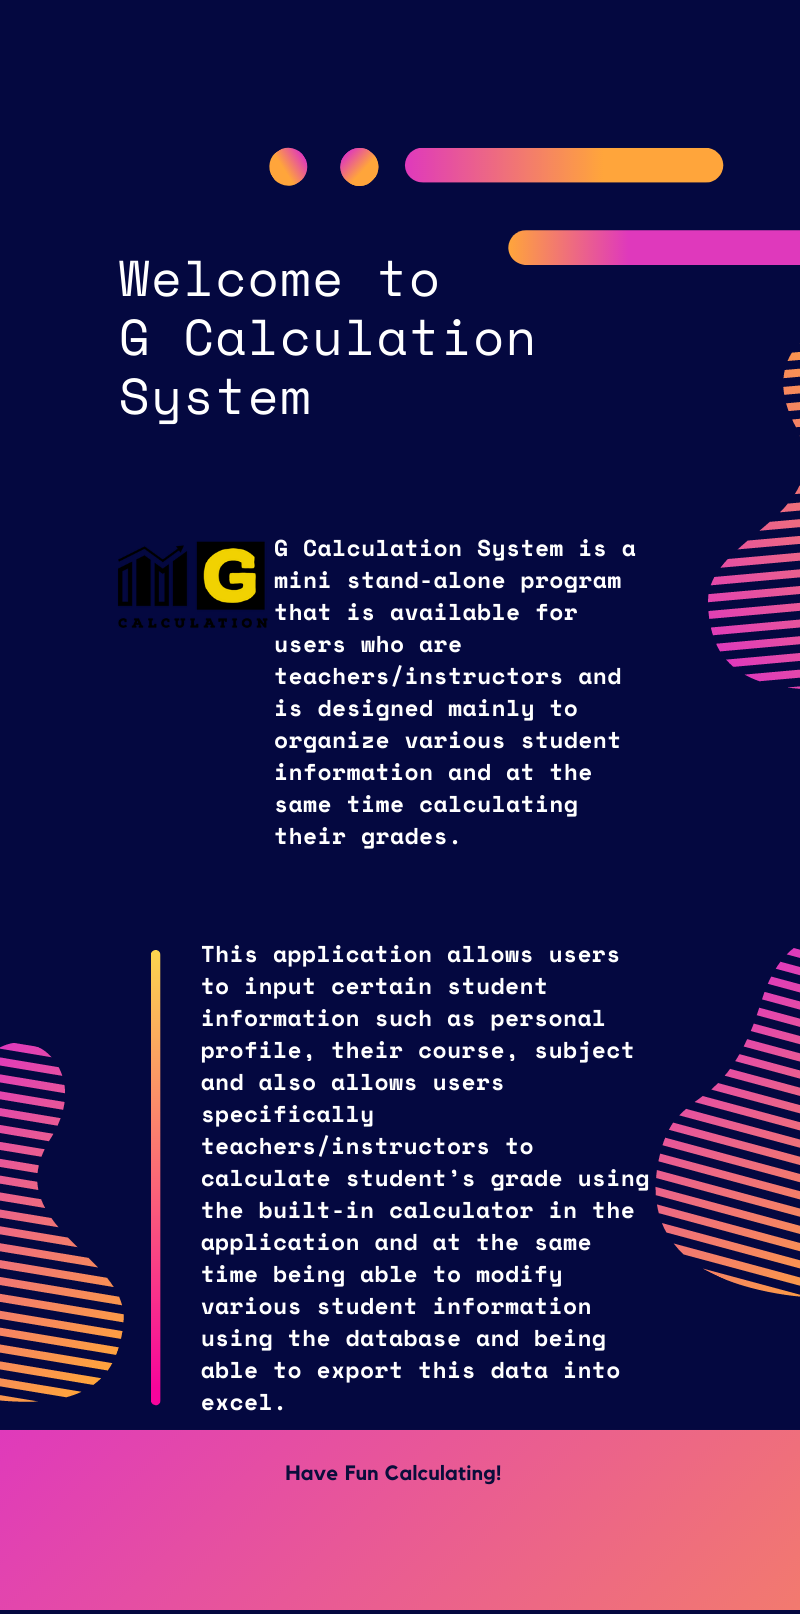 Welcome to
G Calculation
System
G
CALCULATION
G Calculation System is a
mini stand-alone program
that is available for
users who are
teachers/instructors and
is designed mainly to
organize various student
information and at the
same time calculating
their grades.
This application allows users
to input certain student
information such as personal
profile, their course, subject
and also allows users
specifically
teachers/instructors to
calculate student’s grade using
the built-in calculator in the
application and at the same
time being able to modify
various student information
using the database and being
able to export this data into
excel.
Have Fun Calculating!